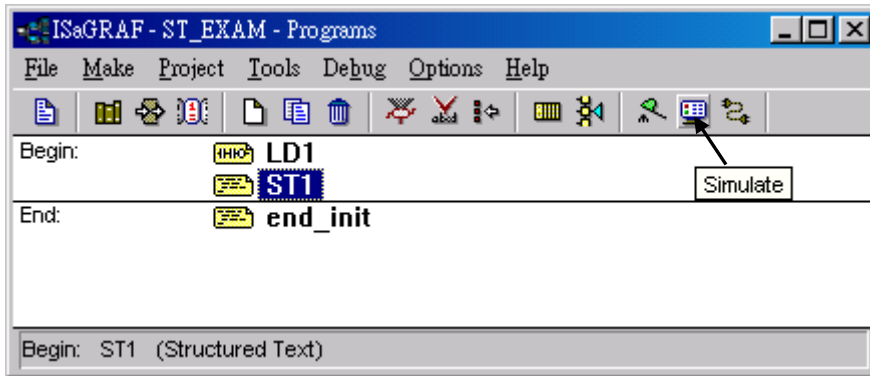 ISaGRAF - ST_EXAM - Programs
File Make Project Tools Debug Options Help
Begin: LD1
ST1
Simulate
End: end_init
Begin: ST1 (Structured Text)